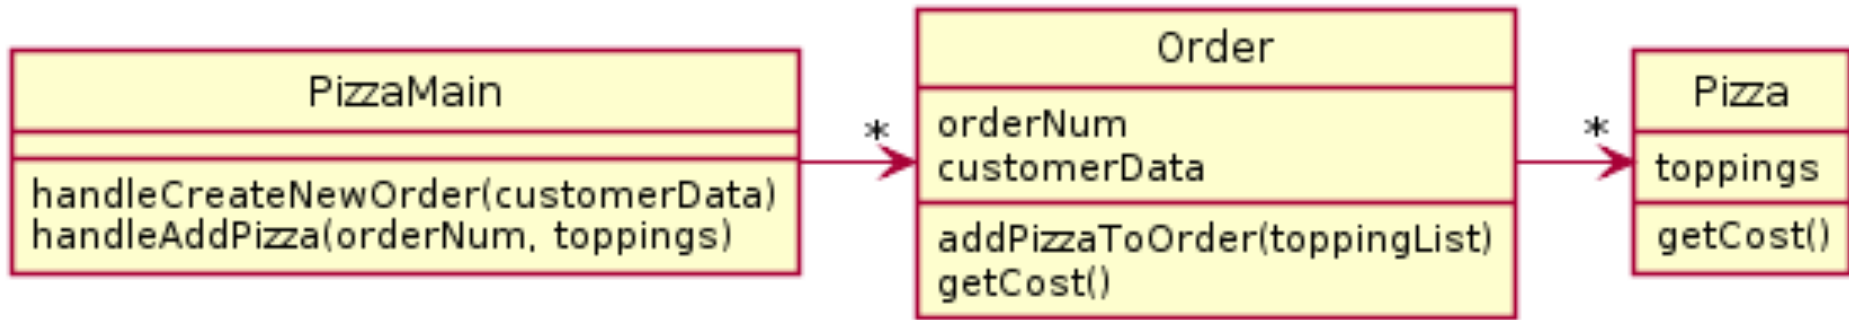 PizzaMain
handleCreateNewOrder(customerData)
handleAddPizza(orderNum, toppings)
*
Order
orderNum
customerData
addPizzaToOrder(toppingList)
getCost()
*
Pizza
toppings
getCost()